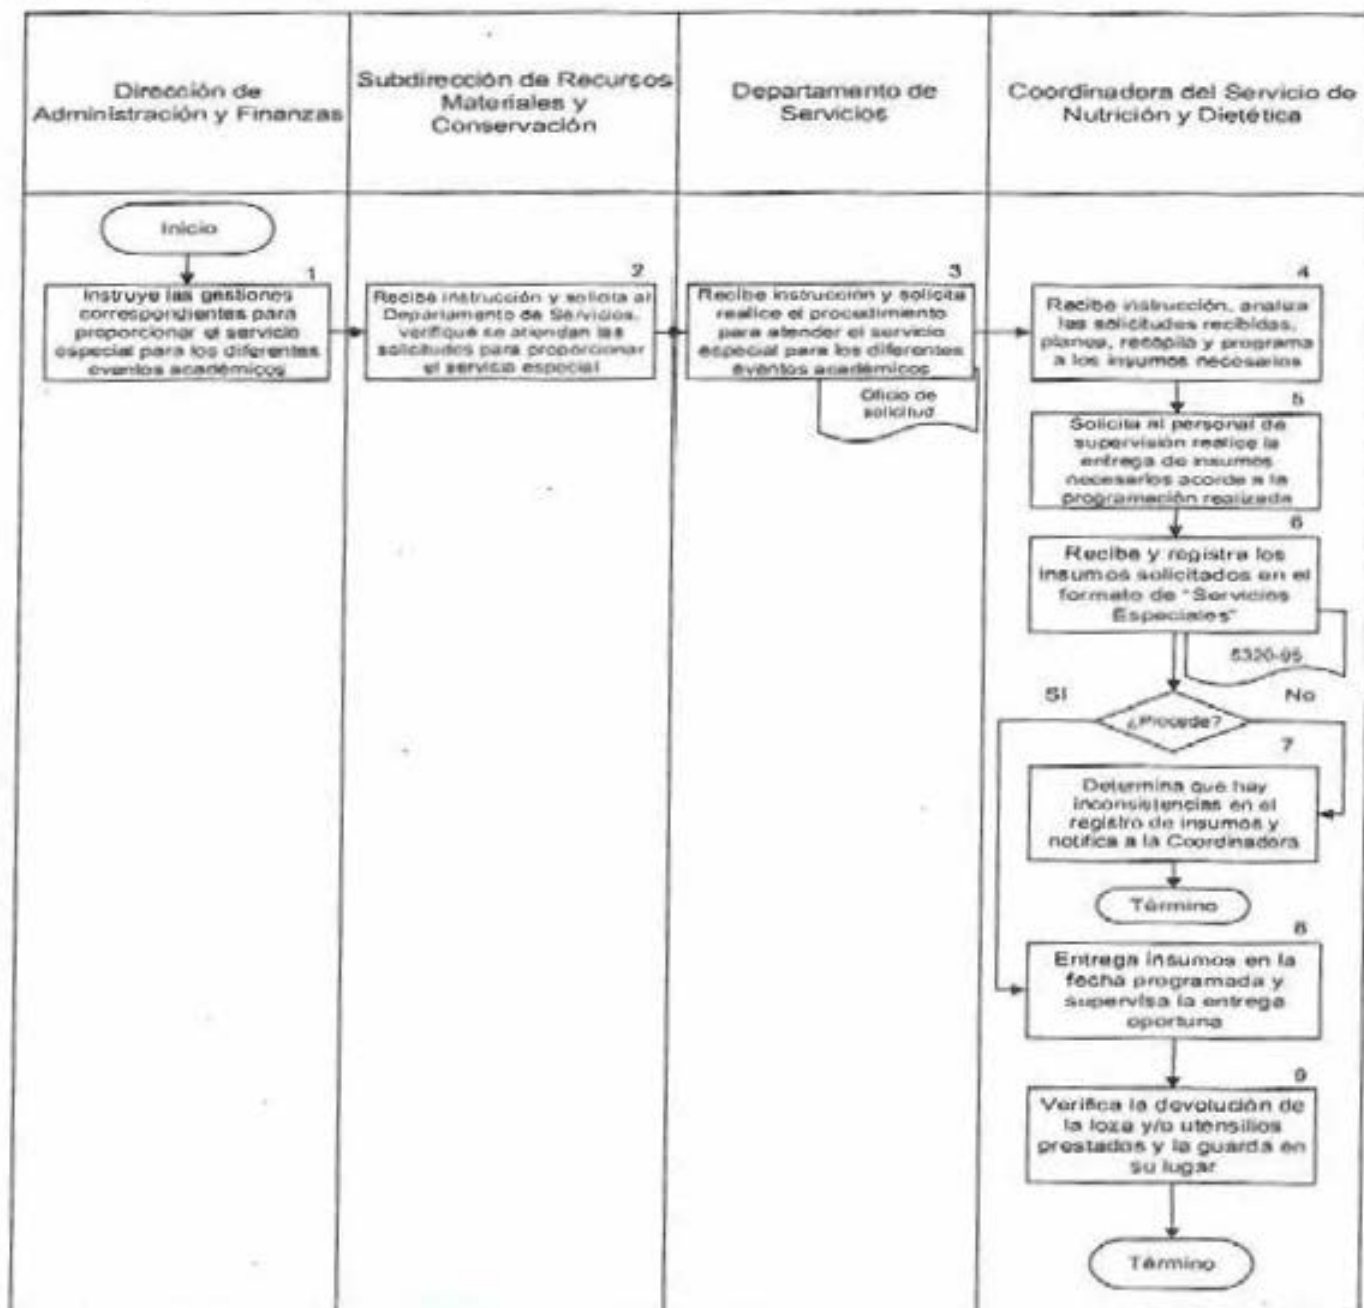 Dirección de
Administración y Finanzas
Subdirección de Recursos
Materiales y
Conservación
Departamento de
Servicios
Coordinadora del Servicio de
Nutrición y Dietética
Inicio
1
Instruye las gestiones
correspondientes para
proporcionar el servicio
especial para los diferentes
eventos académicos
2
Recibe instrucción y solicita al
Departamento de Servicios,
verifique se atiendan las
solicitudes para proporcionar
el servicio especial
3
Recibe instrucción y solicita
realice el procedimiento
para atender el servicio
especial para los diferentes
eventos académicos
Oficio de
solicitud
4
Recibe instrucción, analiza
las solicitudes recibidas,
planea, recopila y programa
a los insumos necesarios
5
Solicita al personal de
supervisión realice la
entrega de insumos
necesarios acorde a la
programación realizada
6
Recibe y registra los
insumos solicitados en el
formato de "Servicios
Especiales"
5320-95
SI
No
¿Procede?
7
Determina que hay
inconsistencias en el
registro de insumos y
notifica a la Coordinadora
Término
8
Entrega insumos en la
fecha programada y
supervisa la entrega
oportuna
9
Verifica la devolución de
la loza y/o utensilios
prestados y la guarda en
su lugar
Término